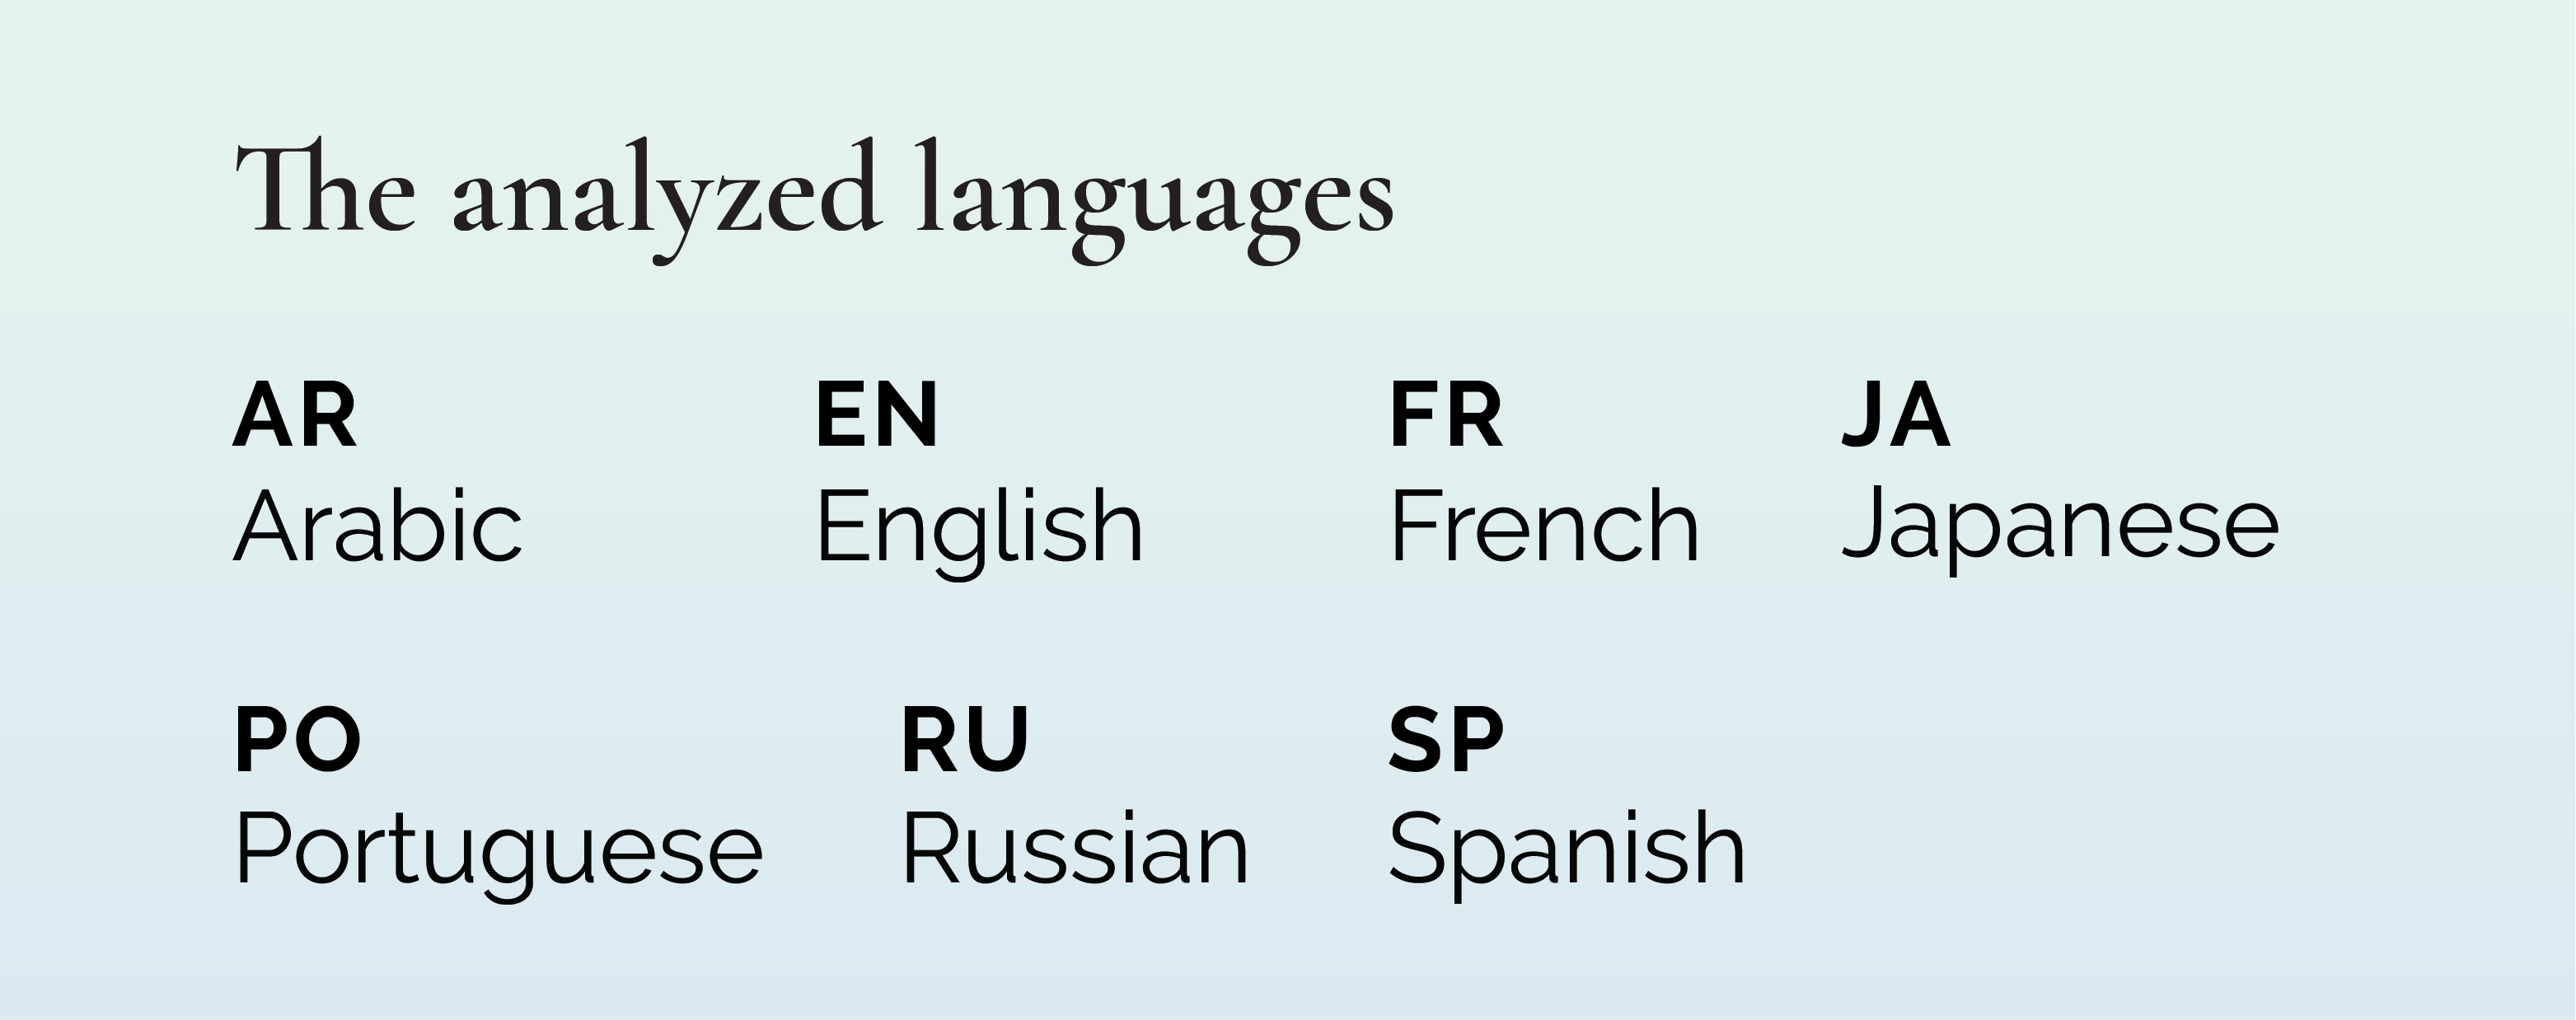 The analyzed languages
AR EN FR JA
Arabic English French Japanese
PO RU SP
Portuguese Russian Spanish